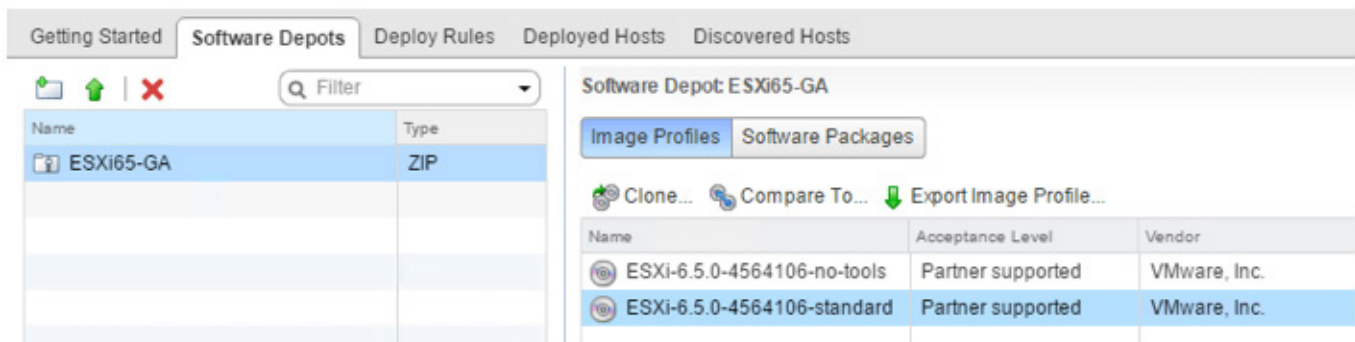 Getting Started Software Depots Deploy Rules Deployed Hosts Discovered Hosts
Filter
Name Type
ESXi65-GA ZIP
Software Depot: ESXi65-GA
Image Profiles Software Packages
Clone... Compare To... Export Image Profile...
Name Acceptance Level Vendor
ESXi-6.5.0-4564106-no-tools Partner supported VMware, Inc.
ESXi-6.5.0-4564106-standard Partner supported VMware, Inc.